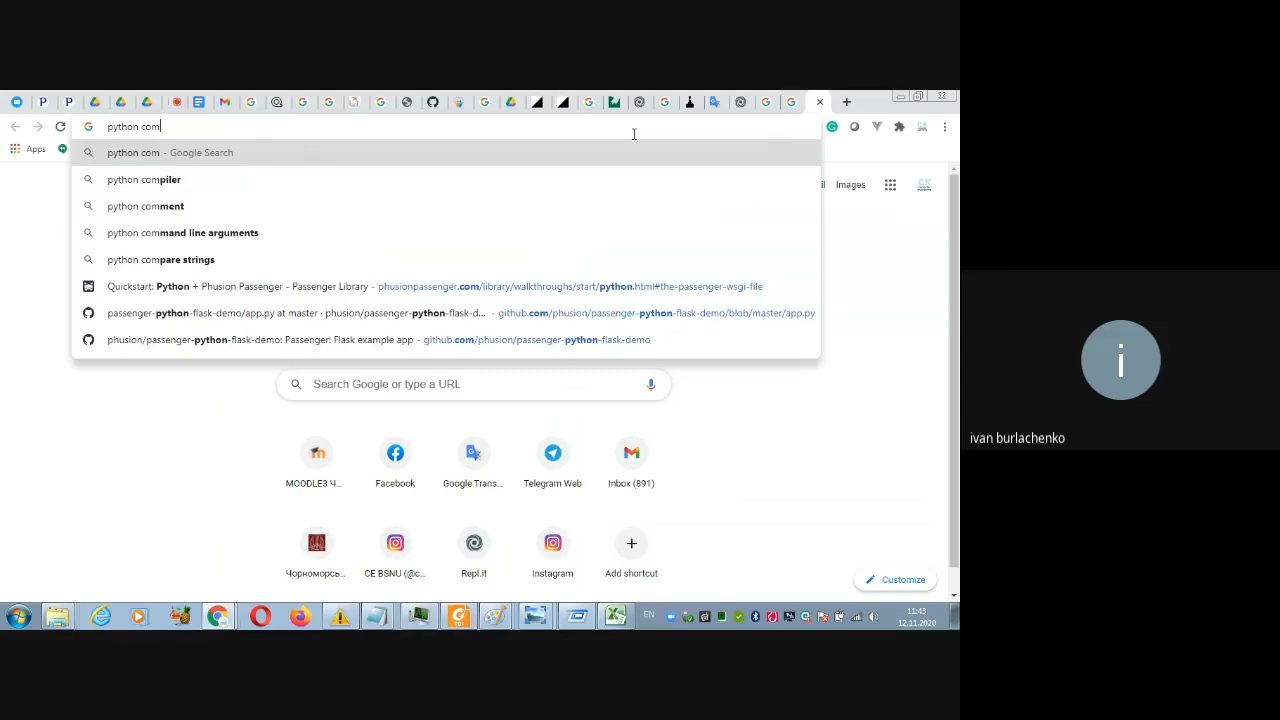 python com
Apps
python com - Google Search
python compiler
python comment
python command line arguments
python compare strings
Quickstart: Python + Phusion Passenger - Passenger Library - phusionpassenger.com/library/walkthroughs/start/python.html#the-passenger-wsgi-file
passenger-python-flask-demo/app.py at master · phusion/passenger-python-flask-d... - github.com/phusion/passenger-python-flask-demo/blob/master/app.py
phusion/passenger-python-flask-demo: Passenger: Flask example app - github.com/phusion/passenger-python-flask-demo
il Images
Search Google or type a URL
MOODLE3 Ч...
Facebook
Google Trans...
Telegram Web
Inbox (891)
Чорноморсь...
CE BSNU (@c...
Repl.it
Instagram
Add shortcut
Customize
EN
11:43
12.11.2020
i
ivan burlachenko